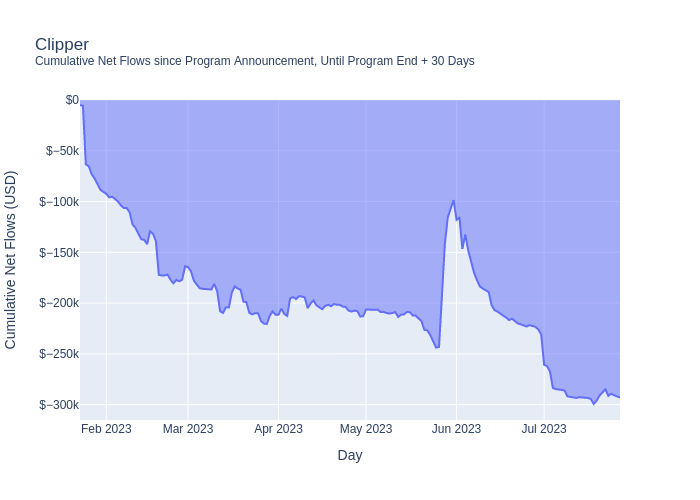 Clipper
Cumulative Net Flows since Program Announcement, Until Program End + 30 Days
Cumulative Net Flows (USD)
$0
$−50k
$−100k
$−150k
$−200k
$−250k
$−300k
Feb 2023 Mar 2023 Apr 2023 May 2023 Jun 2023 Jul 2023
Day